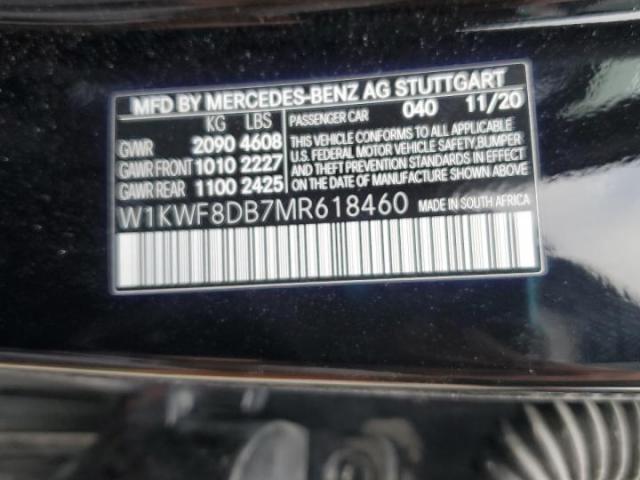 MFD BY MERCEDES-BENZ AG STUTTGART
KG LBS PASSENGER CAR 040 11/20
GVWR 2090 4608 THIS VEHICLE CONFORMS TO ALL APPLICABLE
GAWR FRONT 1010 2227 U.S. FEDERAL MOTOR VEHICLE SAFETY, BUMPER
GAWR REAR 1100 2425 AND THEFT PREVENTION STANDARDS IN EFFECT ON THE DATE OF MANUFACTURE SHOWN ABOVE
W1KWF8DB7MR618460 MADE IN SOUTH AFRICA